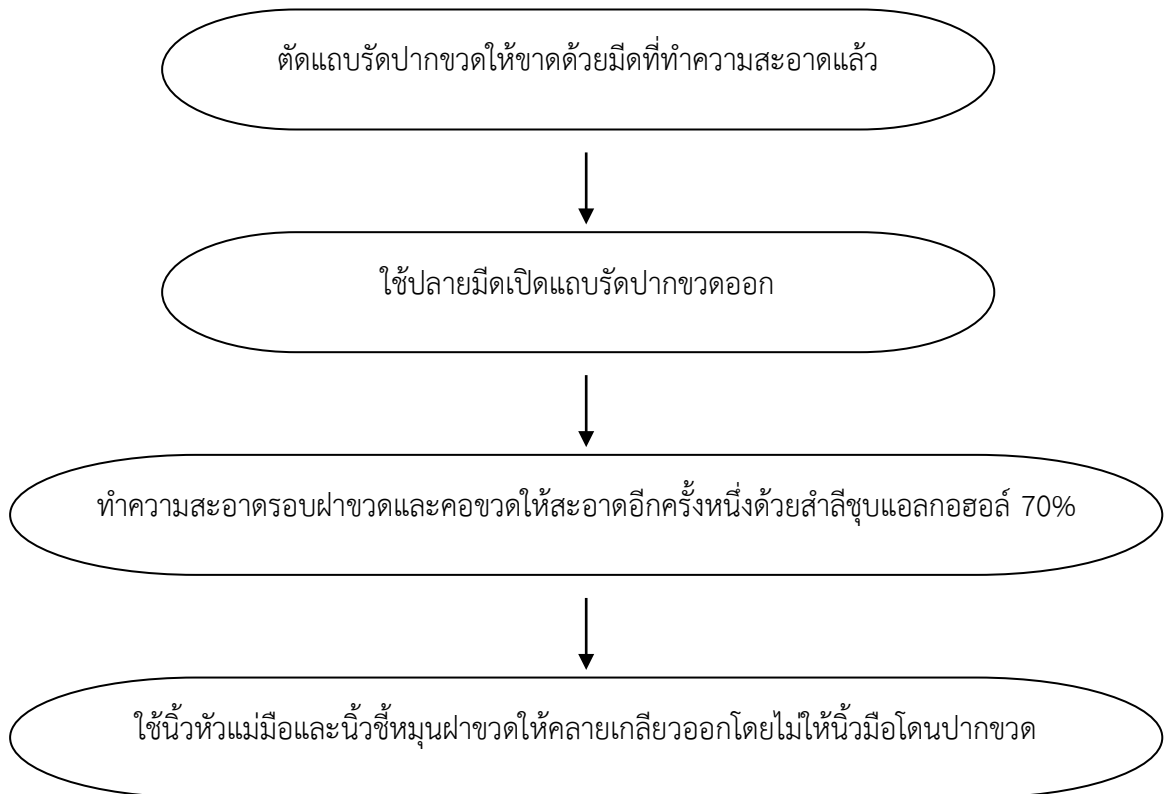 ตัดแถบรัดปากขวดให้ขาดด้วยมีดที่ทำความสะอาดแล้ว
ใช้ปลายมีดเปิดแถบรัดปากขวดออก
ทำความสะอาดรอบฝาขวดและคอขวดให้สะอาดอีกครั้งหนึ่งด้วยสำลีชุบแอลกอฮอล์ 70%
ใช้นิ้วหัวแม่มือและนิ้วชี้หมุนฝาขวดให้คลายเกลียวออกโดยไม่ให้นิ้วมือโดนปากขวด